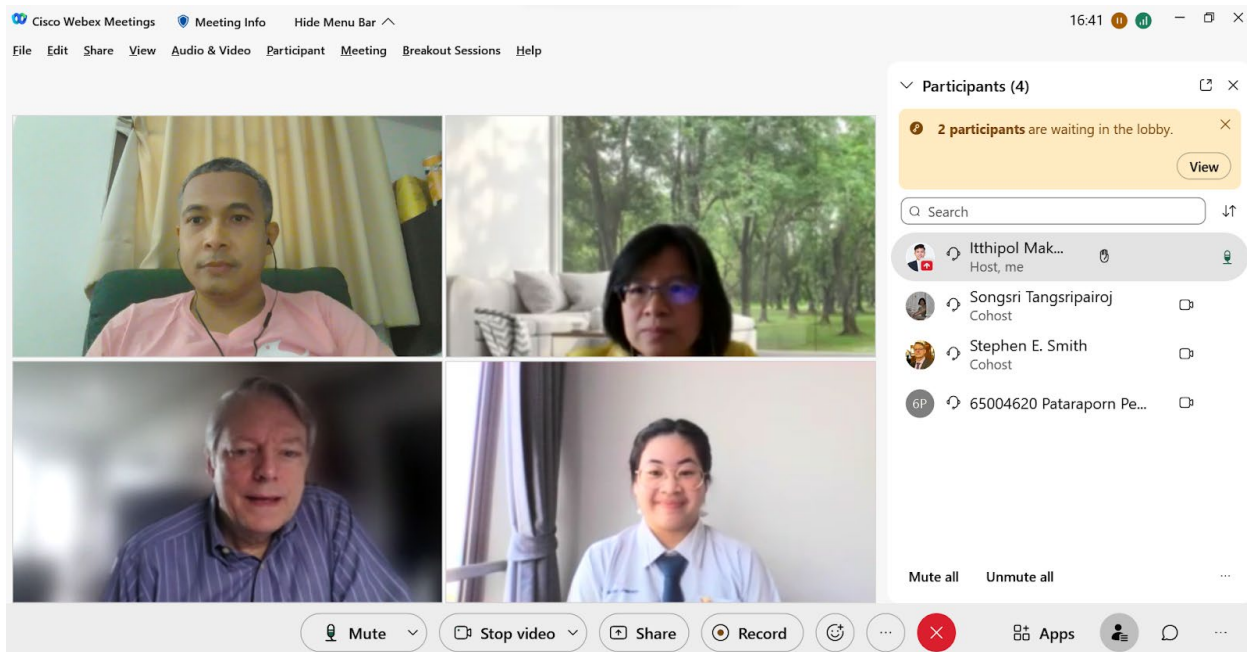 Cisco Webex Meetings Meeting Info Hide Menu Bar 16:41
File Edit Share View Audio & Video Participant Meeting Breakout Sessions Help
Participants (4)
2 participants are waiting in the lobby.
View
Search
Itthipol Mak...
Host, me
Songsri Tangsripairoj
Cohost
Stephen E. Smith
Cohost
6P 65004620 Pataraporn Pe...
Mute all Unmute all
Mute Stop video Share Record Apps